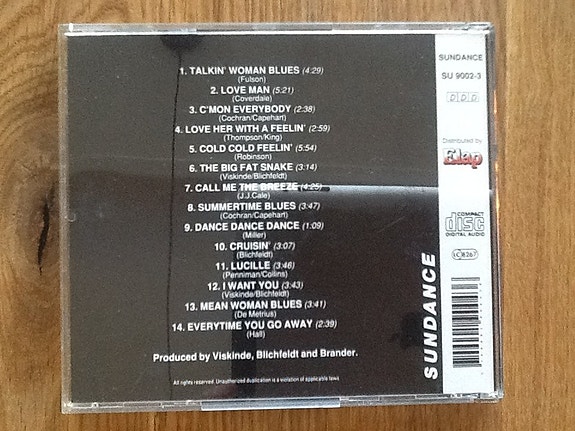 1. TALKIN' WOMAN BLUES (4:29)
(Fulson)
2. LOVE MAN (5:21)
(Coverdale)
3. C'MON EVERYBODY (2:38)
(Cochran/Capehart)
4. LOVE HER WITH A FEELIN' (2:59)
(Thompson/King)
5. COLD COLD FEELIN' (5:54)
(Robinson)
6. THE BIG FAT SNAKE (3:14)
(Viskinde/Blichfeldt)
7. CALL ME THE BREEZE (4:25)
(J.J.Cale)
8. SUMMERTIME BLUES (3:47)
(Cochran/Capehart)
9. DANCE DANCE DANCE (1:09)
(Miller)
10. CRUISIN' (3:07)
(Blichfeldt)
11. LUCILLE (3:46)
(Penniman/Collins)
12. I WANT YOU (3:43)
(Viskinde/Blichfeldt)
13. MEAN WOMAN BLUES (3:41)
(De Metrius)
14. EVERYTIME YOU GO AWAY (2:39)
(Hall)
Produced by Viskinde, Blichfeldt and Brander.
All rights reserved. Unauthorized duplication is a violation of applicable laws
SUNDANCE
SU 9002-3
DDD
Distributed by
Elap
COMPACT
disc
DIGITAL AUDIO
LC 8267
SUNDANCE